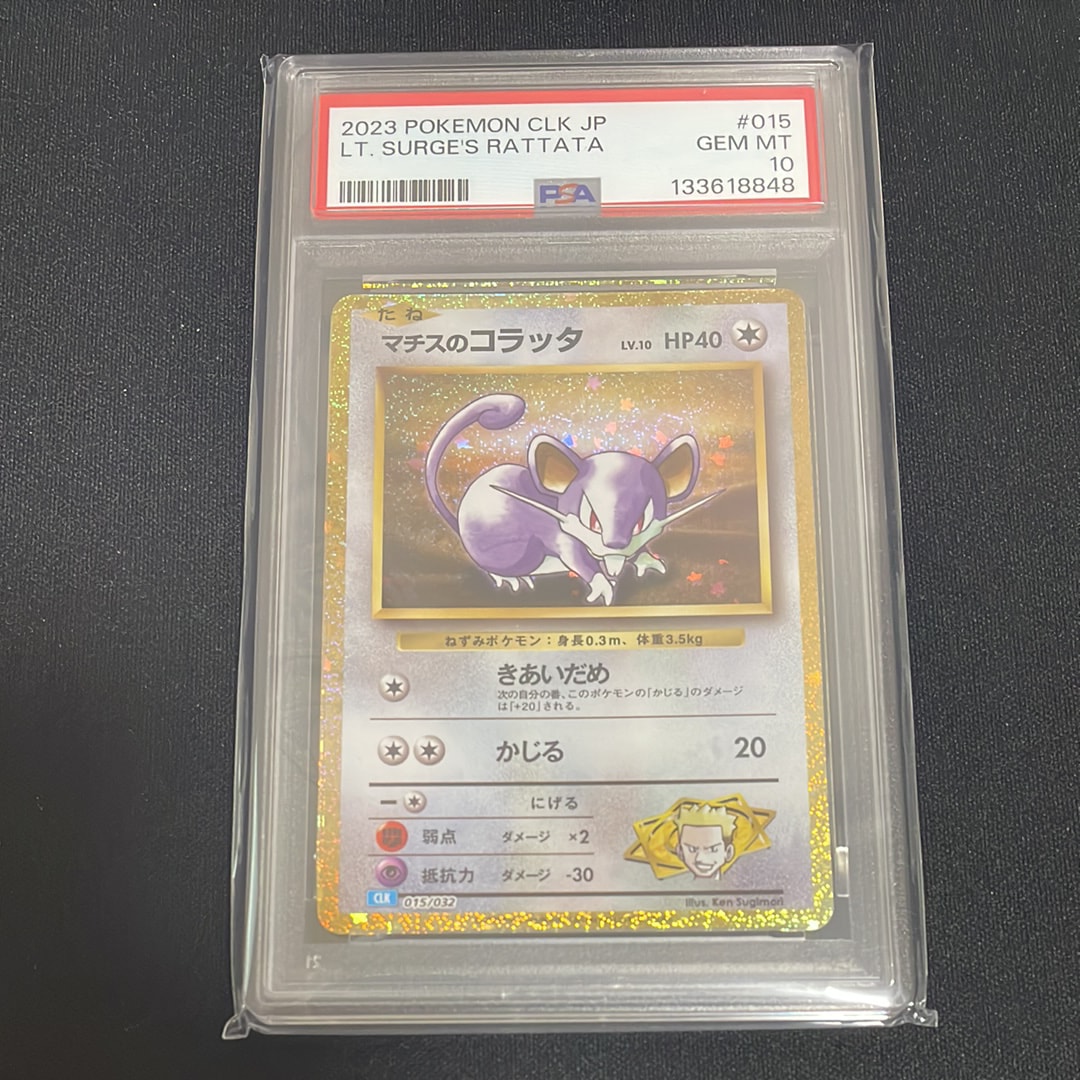 2023 POKEMON CLK JP #015
LT. SURGE'S RATTATA GEM MT
10
PSA 133618848
たね
マチスのコラッタ LV.10 HP40
ねずみポケモン:身長0.3m、体重3.5kg
きあいだめ
次の自分の番、このポケモンの「かじる」のダメージ
は「+20」される。
かじる 20
にげる
弱点 ダメージ ×2
抵抗力 ダメージ -30
CLK 015/032 Illus. Ken Sugimori